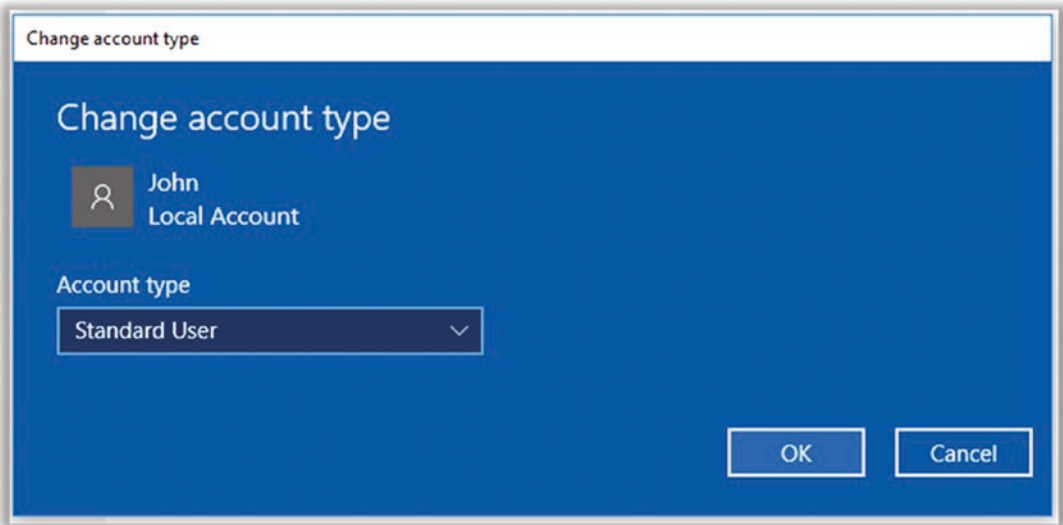 Change account type
Change account type
John
Local Account
Account type
Standard User
OK Cancel